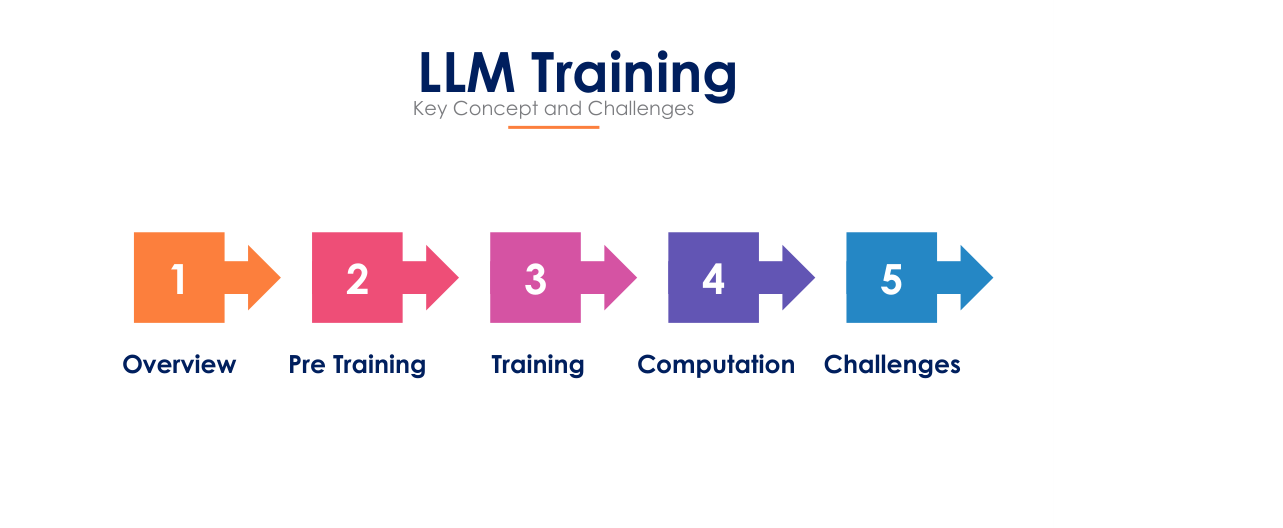 LLM Training
Key Concept and Challenges
1
2
3
4
5
Overview
Pre Training
Training
Computation
Challenges